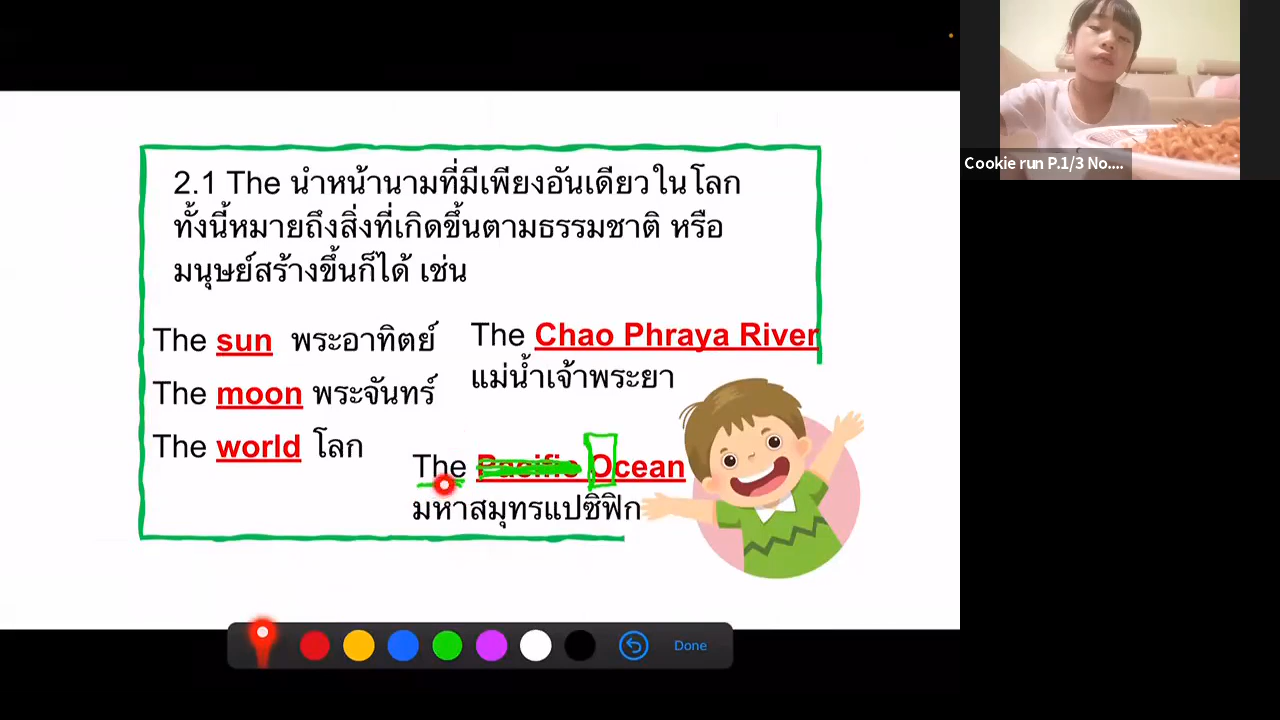 Cookie run P.1/3 No....
2.1 The นำหน้านามที่มีเพียงอันเดียวในโลก
ทั้งนี้หมายถึงสิ่งที่เกิดขึ้นตามธรรมชาติ หรือ
มนุษย์สร้างขึ้นก็ได้ เช่น
The sun พระอาทิตย์
The moon พระจันทร์
The world โลก
The Chao Phraya River
แม่น้ำเจ้าพระยา
The Pacific Ocean
มหาสมุทรแปซิฟิก
Done